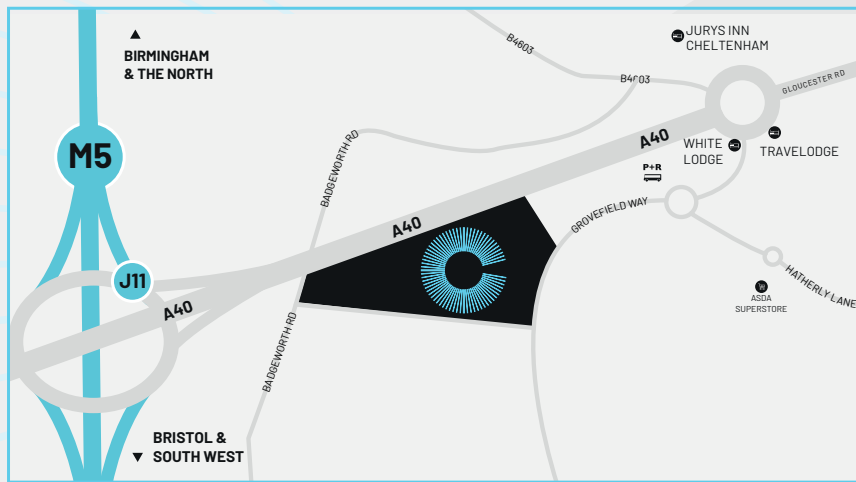 BIRMINGHAM
& THE NORTH
B4603
B4603
JURYS INN
CHELTENHAM
GLOUCESTER RD
M5
BADGEWORTH RD
A40
WHITE
LODGE
TRAVELODGE
P+R
GROVEFIELD WAY
A40
J11
A40
HATHERLY LANE
ASDA
SUPERSTORE
BADGEWORTH RD
BRISTOL &
SOUTH WEST